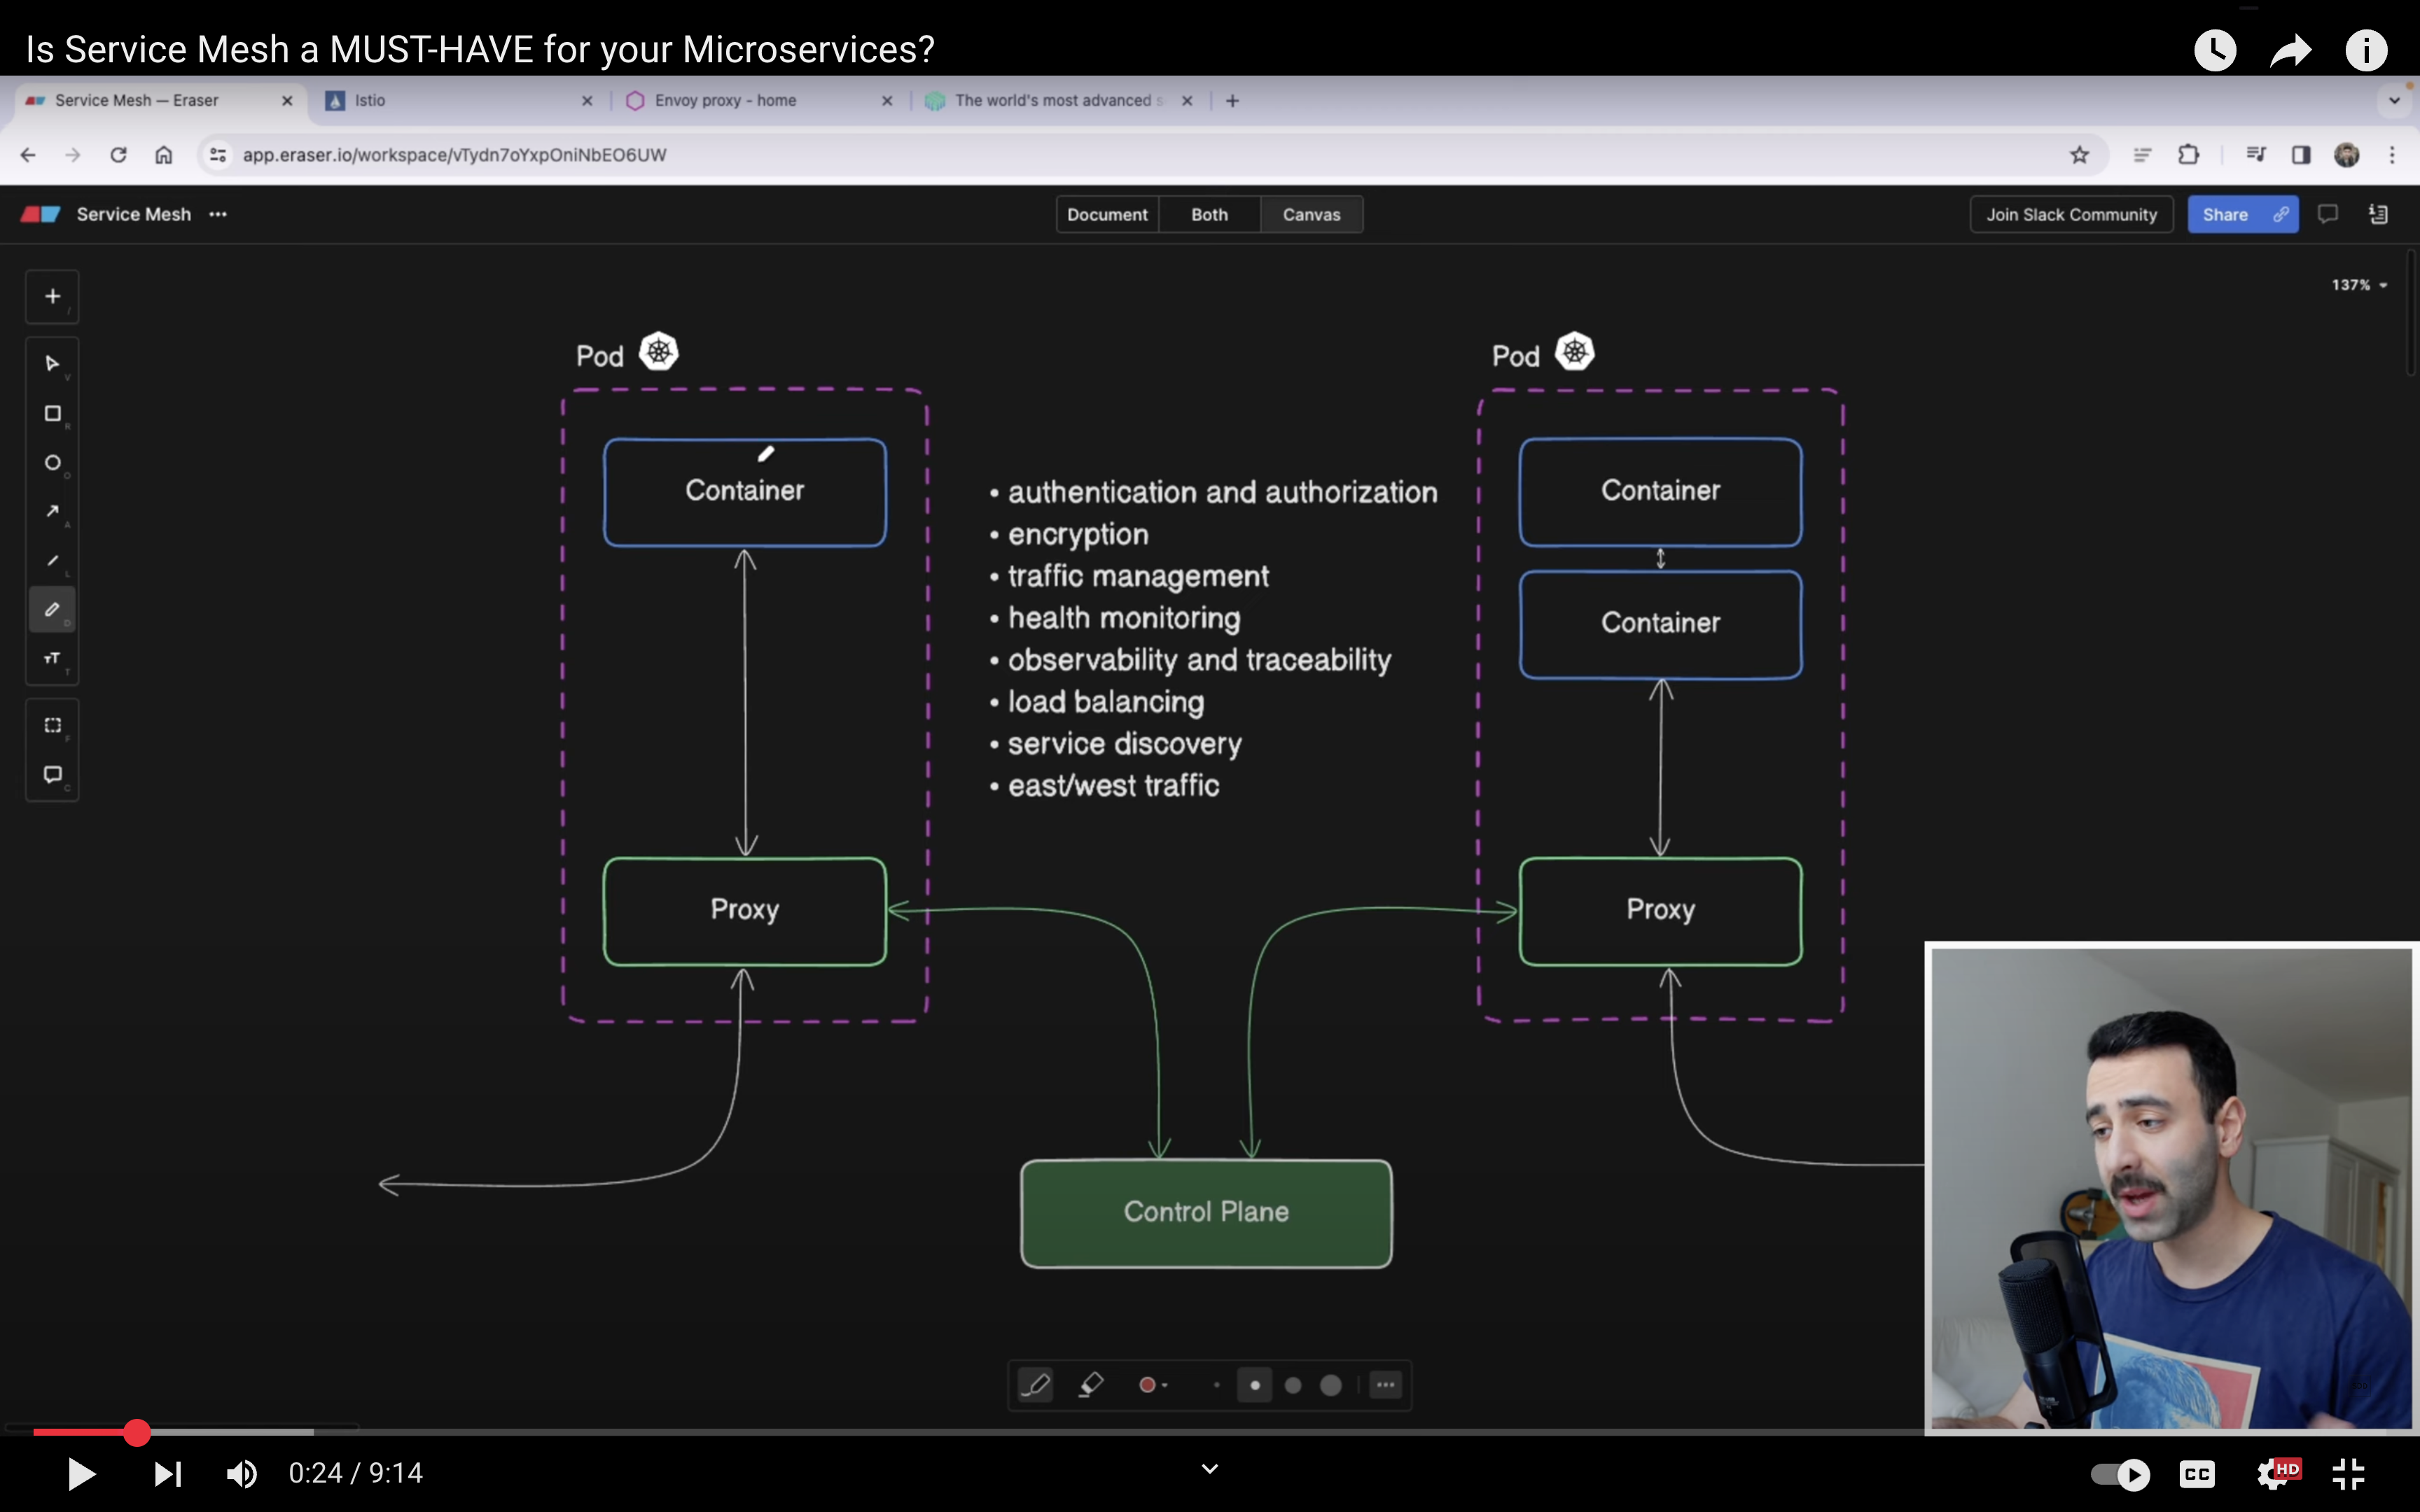 Is Service Mesh a MUST-HAVE for your Microservices?
Service Mesh — Eraser
Istio
Envoy proxy - home
The world's most advanced s
app.eraser.io/workspace/vTydn7oYxpOniNbEO6UW
Service Mesh
Document
Both
Canvas
Join Slack Community
Share
137%
Pod
Pod
Container
• authentication and authorization
• encryption
• traffic management
• health monitoring
• observability and traceability
• load balancing
• service discovery
• east/west traffic
Container
Container
Proxy
Proxy
Control Plane
/
V
R
O
A
L
D
TT
T
F
C
0:24 / 9:14
CC
HD